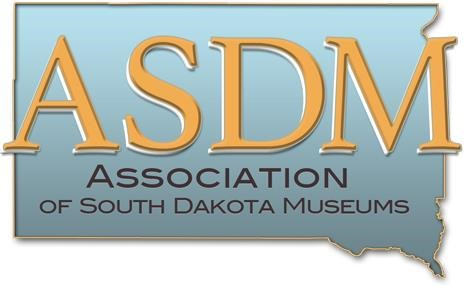 ASDM
ASSOCIATION
OF SOUTH DAKOTA MUSEUMS